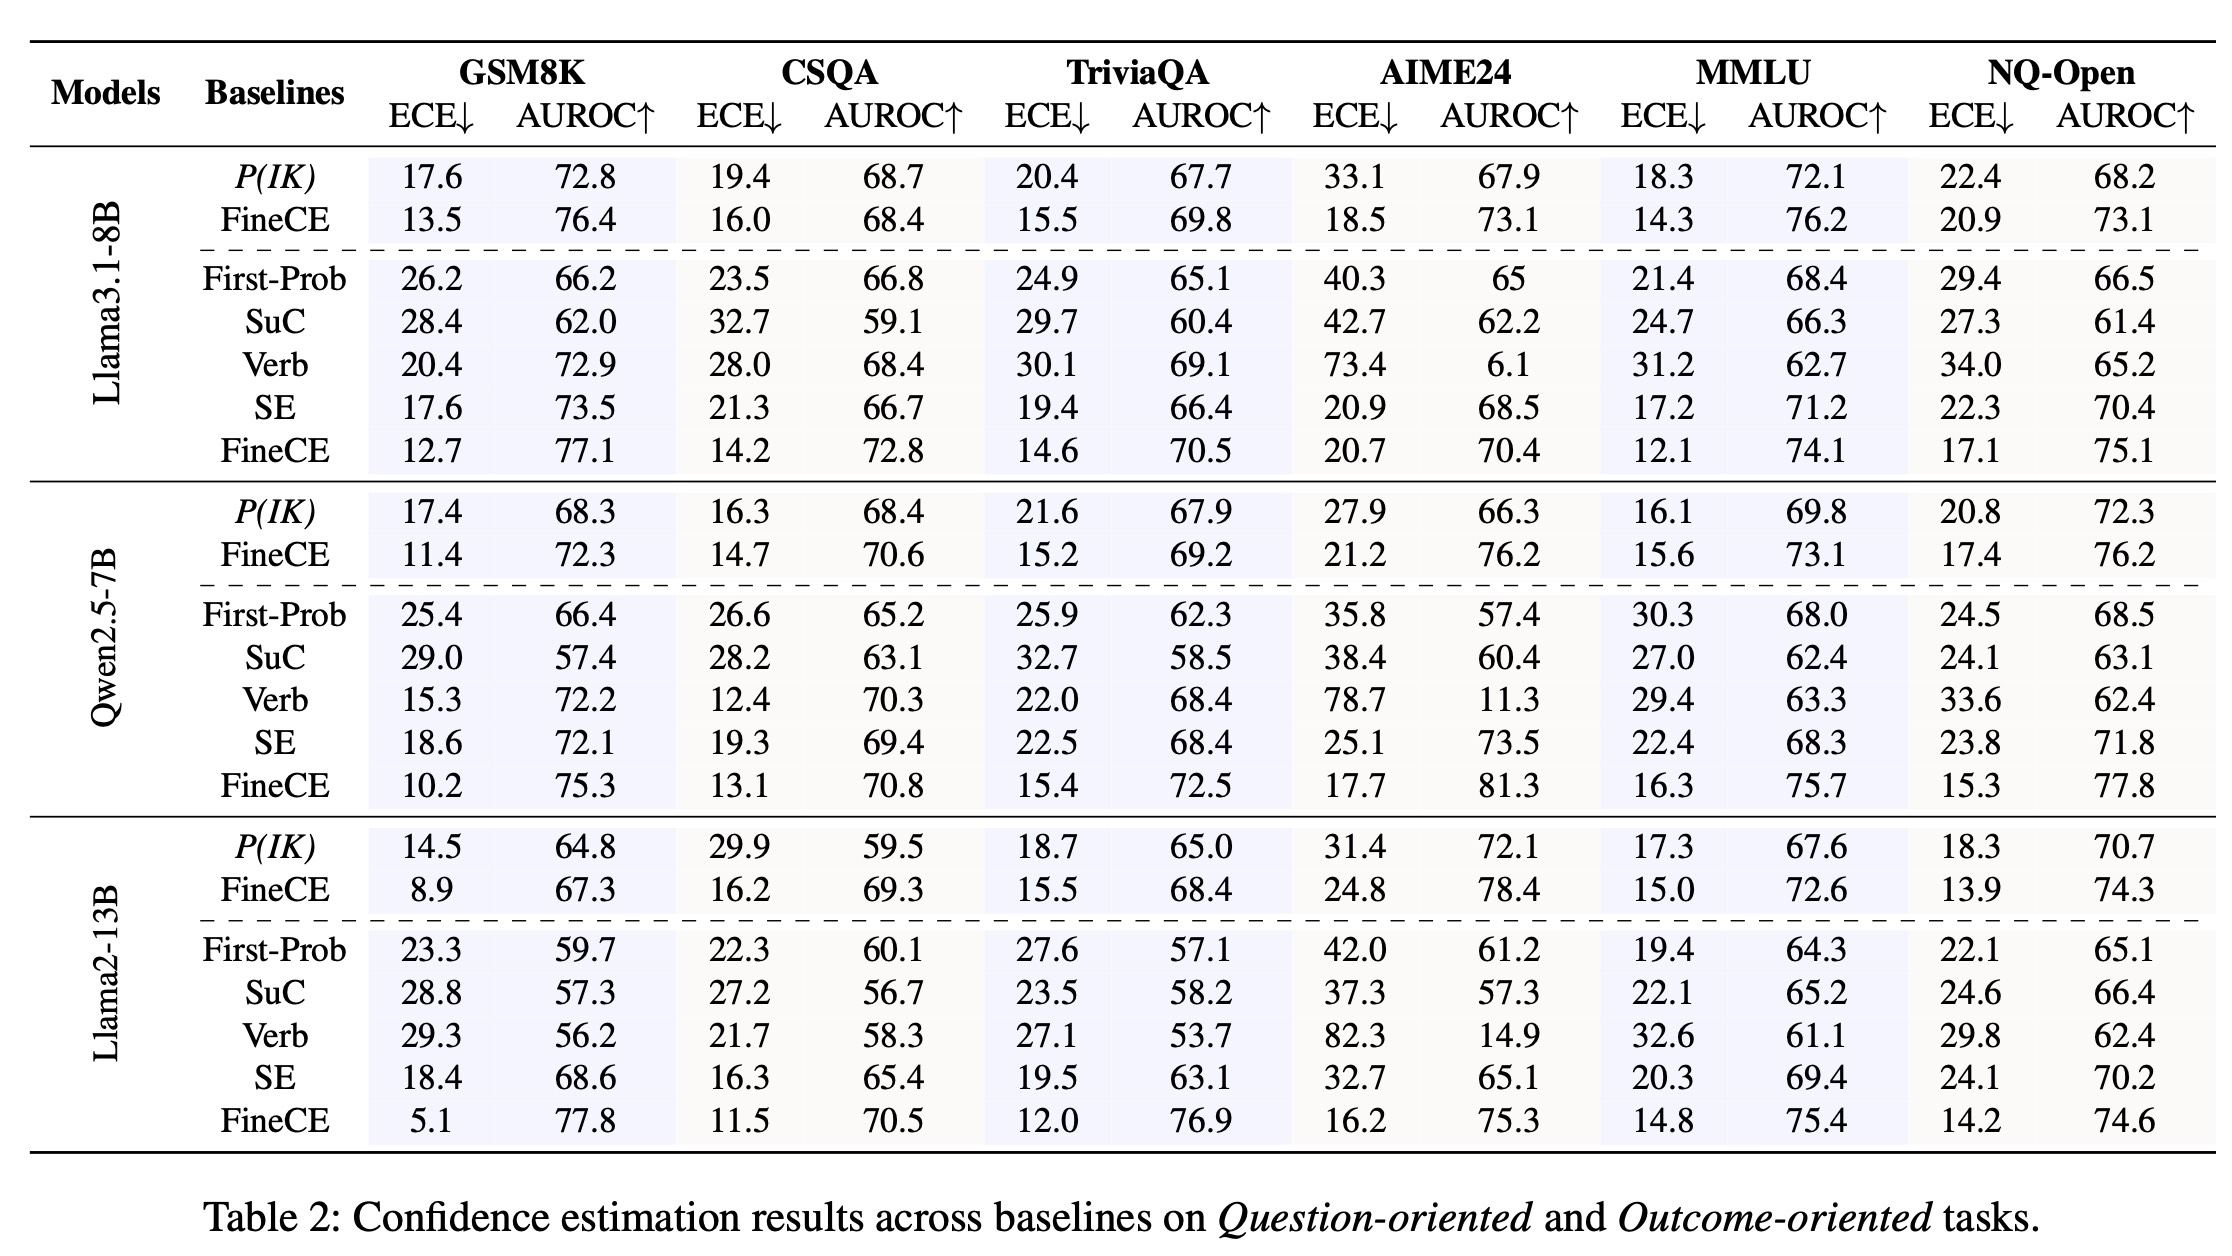 Models Baselines GSM8K CSQA TriviaQA AIME24 MMLU NQ-Open
ECE↓ AUROC↑ ECE↓ AUROC↑ ECE↓ AUROC↑ ECE↓ AUROC↑ ECE↓ AUROC↑ ECE↓ AUROC↑
Llama3.1-8B
P(IK) 17.6 72.8 19.4 68.7 20.4 67.7 33.1 67.9 18.3 72.1 22.4 68.2
FineCE 13.5 76.4 16.0 68.4 15.5 69.8 18.5 73.1 14.3 76.2 20.9 73.1
First-Prob 26.2 66.2 23.5 66.8 24.9 65.1 40.3 65 21.4 68.4 29.4 66.5
SuC 28.4 62.0 32.7 59.1 29.7 60.4 42.7 62.2 24.7 66.3 27.3 61.4
Verb 20.4 72.9 28.0 68.4 30.1 69.1 73.4 6.1 31.2 62.7 34.0 65.2
SE 17.6 73.5 21.3 66.7 19.4 66.4 20.9 68.5 17.2 71.2 22.3 70.4
FineCE 12.7 77.1 14.2 72.8 14.6 70.5 20.7 70.4 12.1 74.1 17.1 75.1
Qwen2.5-7B
P(IK) 17.4 68.3 16.3 68.4 21.6 67.9 27.9 66.3 16.1 69.8 20.8 72.3
FineCE 11.4 72.3 14.7 70.6 15.2 69.2 21.2 76.2 15.6 73.1 17.4 76.2
First-Prob 25.4 66.4 26.6 65.2 25.9 62.3 35.8 57.4 30.3 68.0 24.5 68.5
SuC 29.0 57.4 28.2 63.1 32.7 58.5 38.4 60.4 27.0 62.4 24.1 63.1
Verb 15.3 72.2 12.4 70.3 22.0 68.4 78.7 11.3 29.4 63.3 33.6 62.4
SE 18.6 72.1 19.3 69.4 22.5 68.4 25.1 73.5 22.4 68.3 23.8 71.8
FineCE 10.2 75.3 13.1 70.8 15.4 72.5 17.7 81.3 16.3 75.7 15.3 77.8
Llama2-13B
P(IK) 14.5 64.8 29.9 59.5 18.7 65.0 31.4 72.1 17.3 67.6 18.3 70.7
FineCE 8.9 67.3 16.2 69.3 15.5 68.4 24.8 78.4 15.0 72.6 13.9 74.3
First-Prob 23.3 59.7 22.3 60.1 27.6 57.1 42.0 61.2 19.4 64.3 22.1 65.1
SuC 28.8 57.3 27.2 56.7 23.5 58.2 37.3 57.3 22.1 65.2 24.6 66.4
Verb 29.3 56.2 21.7 58.3 27.1 53.7 82.3 14.9 32.6 61.1 29.8 62.4
SE 18.4 68.6 16.3 65.4 19.5 63.1 32.7 65.1 20.3 69.4 24.1 70.2
FineCE 5.1 77.8 11.5 70.5 12.0 76.9 16.2 75.3 14.8 75.4 14.2 74.6
Table 2: Confidence estimation results across baselines on Question-oriented and Outcome-oriented tasks.